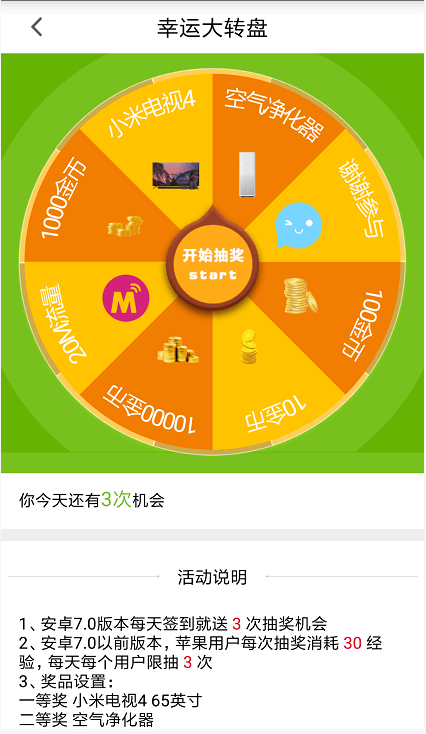 幸运大转盘
小米电视4
空气净化器
谢谢参与
100金币
10金币
10000金币
20M流量
1000金币
M
开始抽奖
start
你今天还有3次机会
活动说明
1、安卓7.0版本每天签到就送 3 次抽奖机会
2、安卓7.0以前版本，苹果用户每次抽奖消耗 30 经
验，每天每个用户限抽 3 次
3、奖品设置：
一等奖 小米电视4 65英寸
二等奖 空气净化器